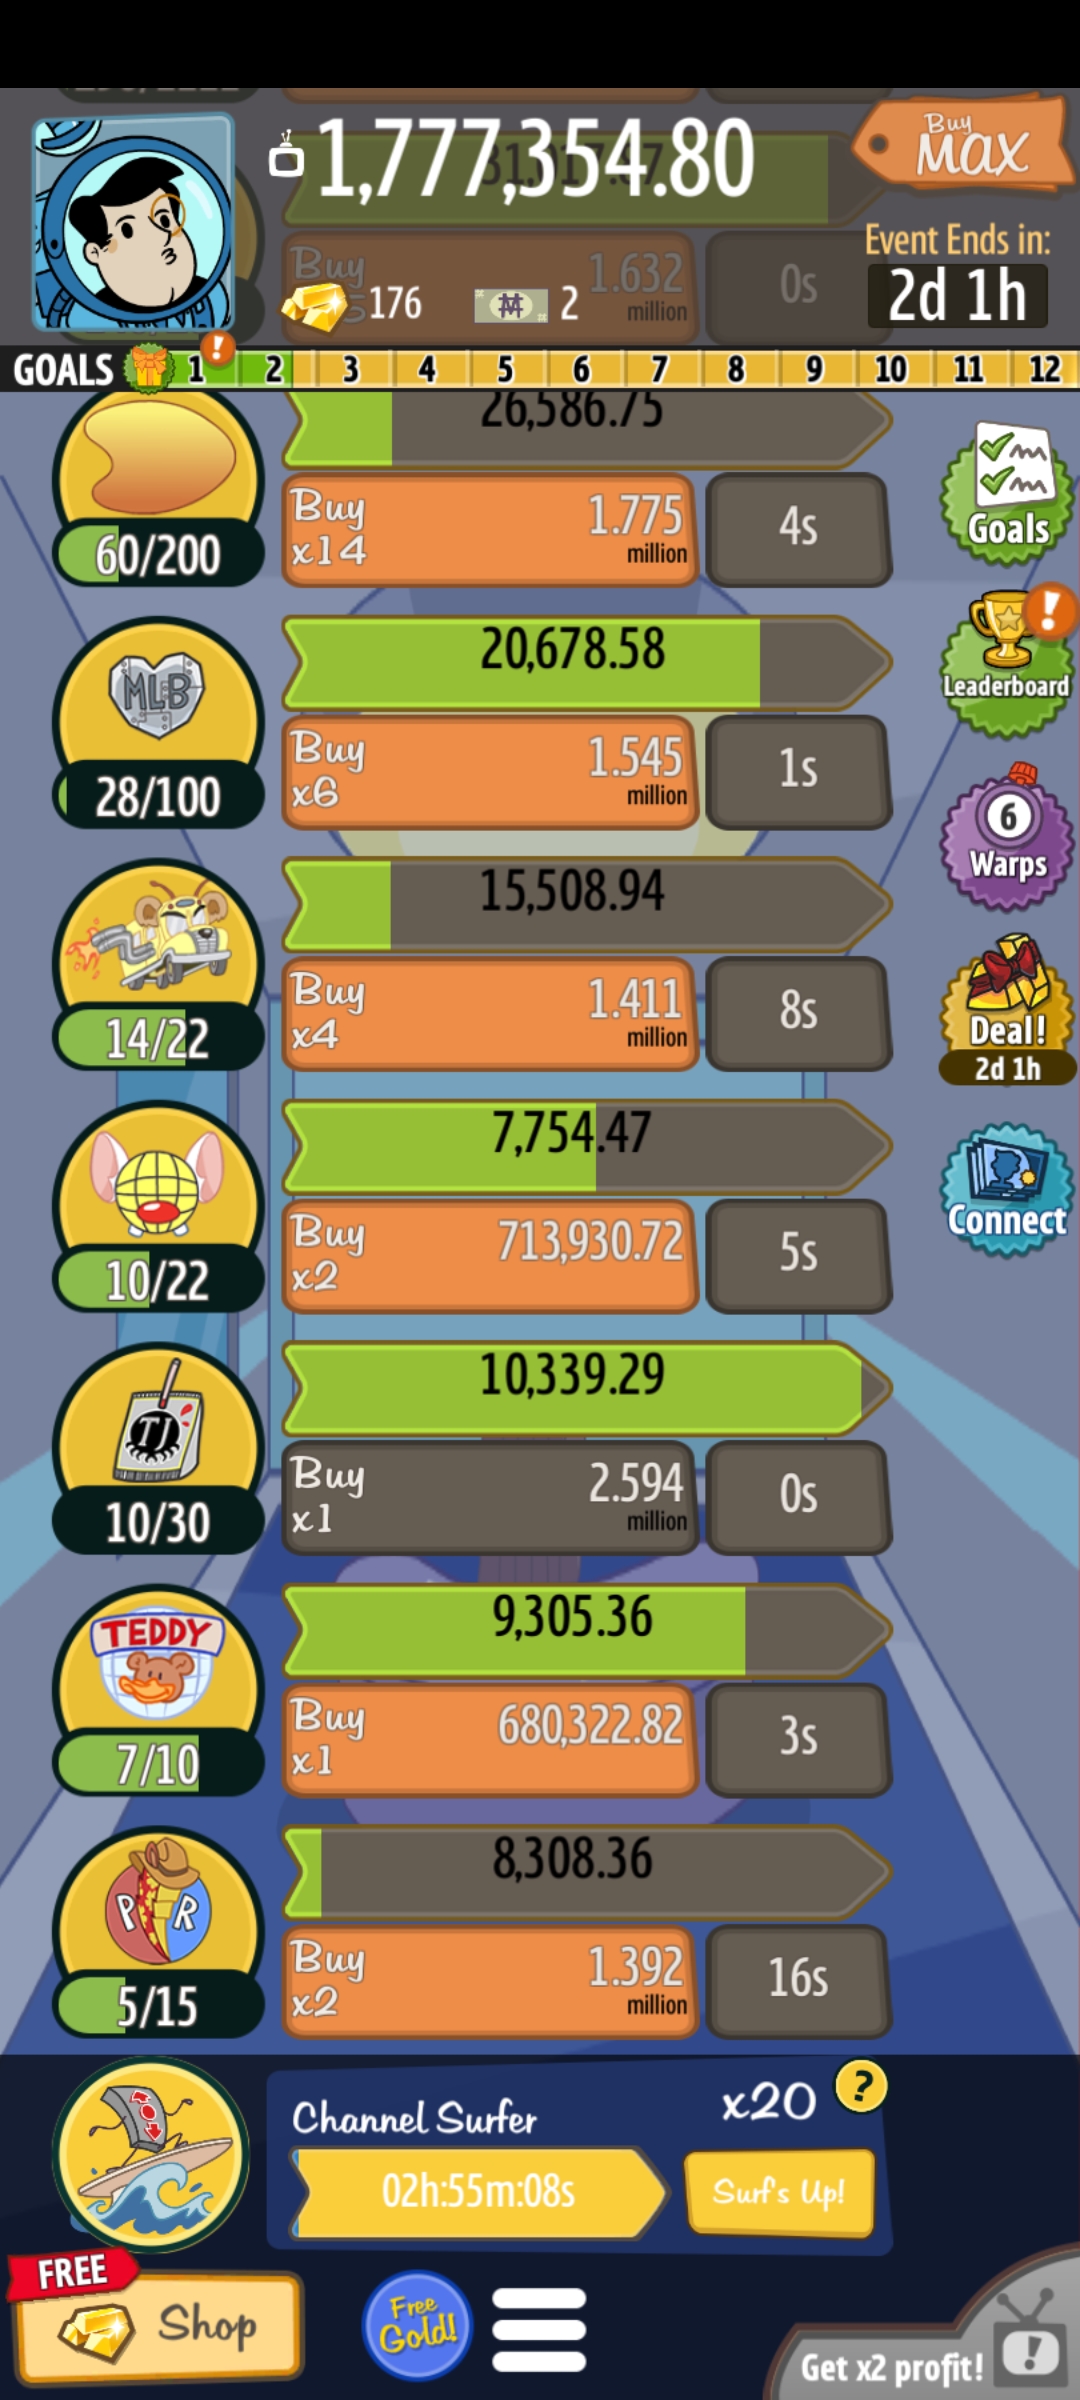 1,777,354.80
Buy
MAX
Buy
1.632
million
0s
176
2
Event Ends in:
2d 1h
GOALS 1 ! 2 3 4 5 6 7 8 9 10 11 12
26,586.75
60/200
Buy
x14
1.775
million
4s
Goals
MLB
28/100
20,678.58
Buy
x6
1.545
million
1s
!
Leaderboard
14/22
15,508.94
Buy
x4
1.411
million
8s
6
Warps
Deal!
2d 1h
10/22
7,754.47
Buy
x2
713,930.72
5s
Connect
TJ
10/30
10,339.29
Buy
x1
2.594
million
0s
TEDDY
7/10
9,305.36
Buy
x1
680,322.82
3s
P R
5/15
8,308.36
Buy
x2
1.392
million
16s
Channel Surfer
x20
?
02h:55m:08s
Surf's Up!
FREE
Shop
Free
Gold!
Get x2 profit!
!